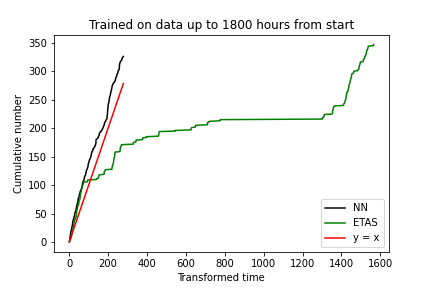 Trained on data up to 1800 hours from start
Cumulative number
350
300
250
200
150
100
50
0
NN
ETAS
y = x
0 200 400 600 800 1000 1200 1400 1600
Transformed time